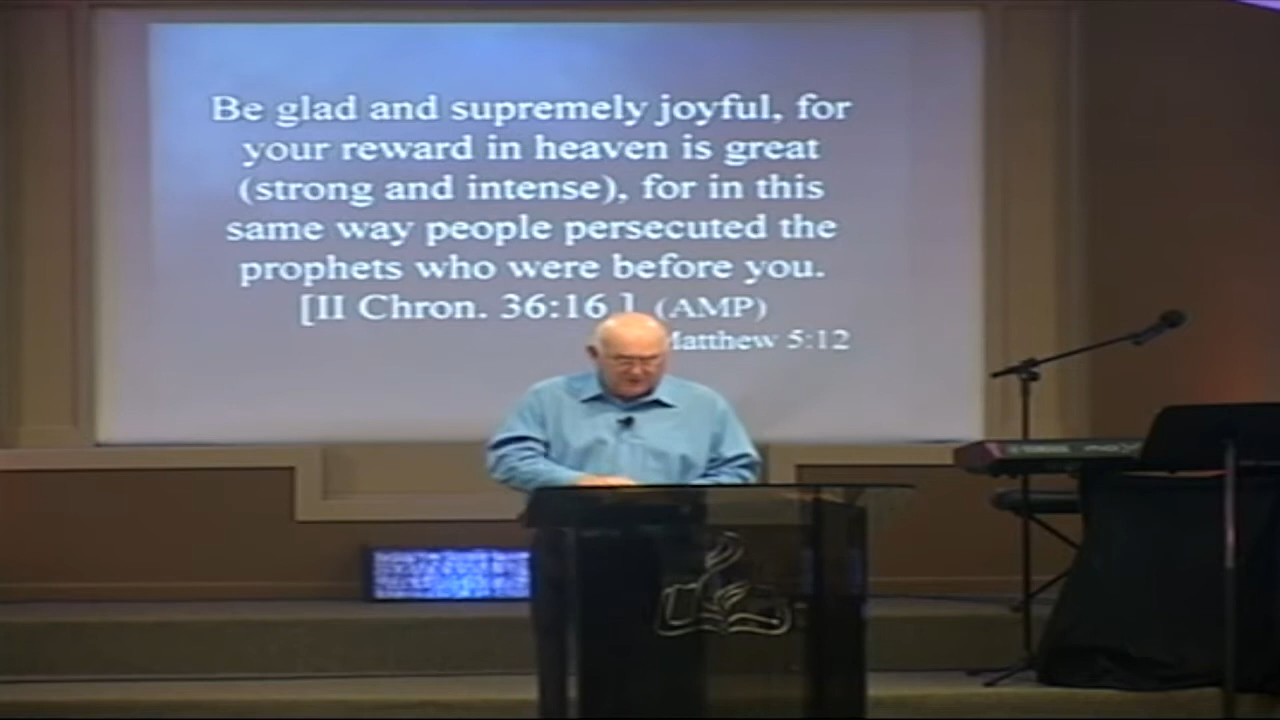 Be glad and supremely joyful, for
your reward in heaven is great
(strong and intense), for in this
same way people persecuted the
prophets who were before you.
[II Chron. 36:16.] (AMP)
Matthew 5:12